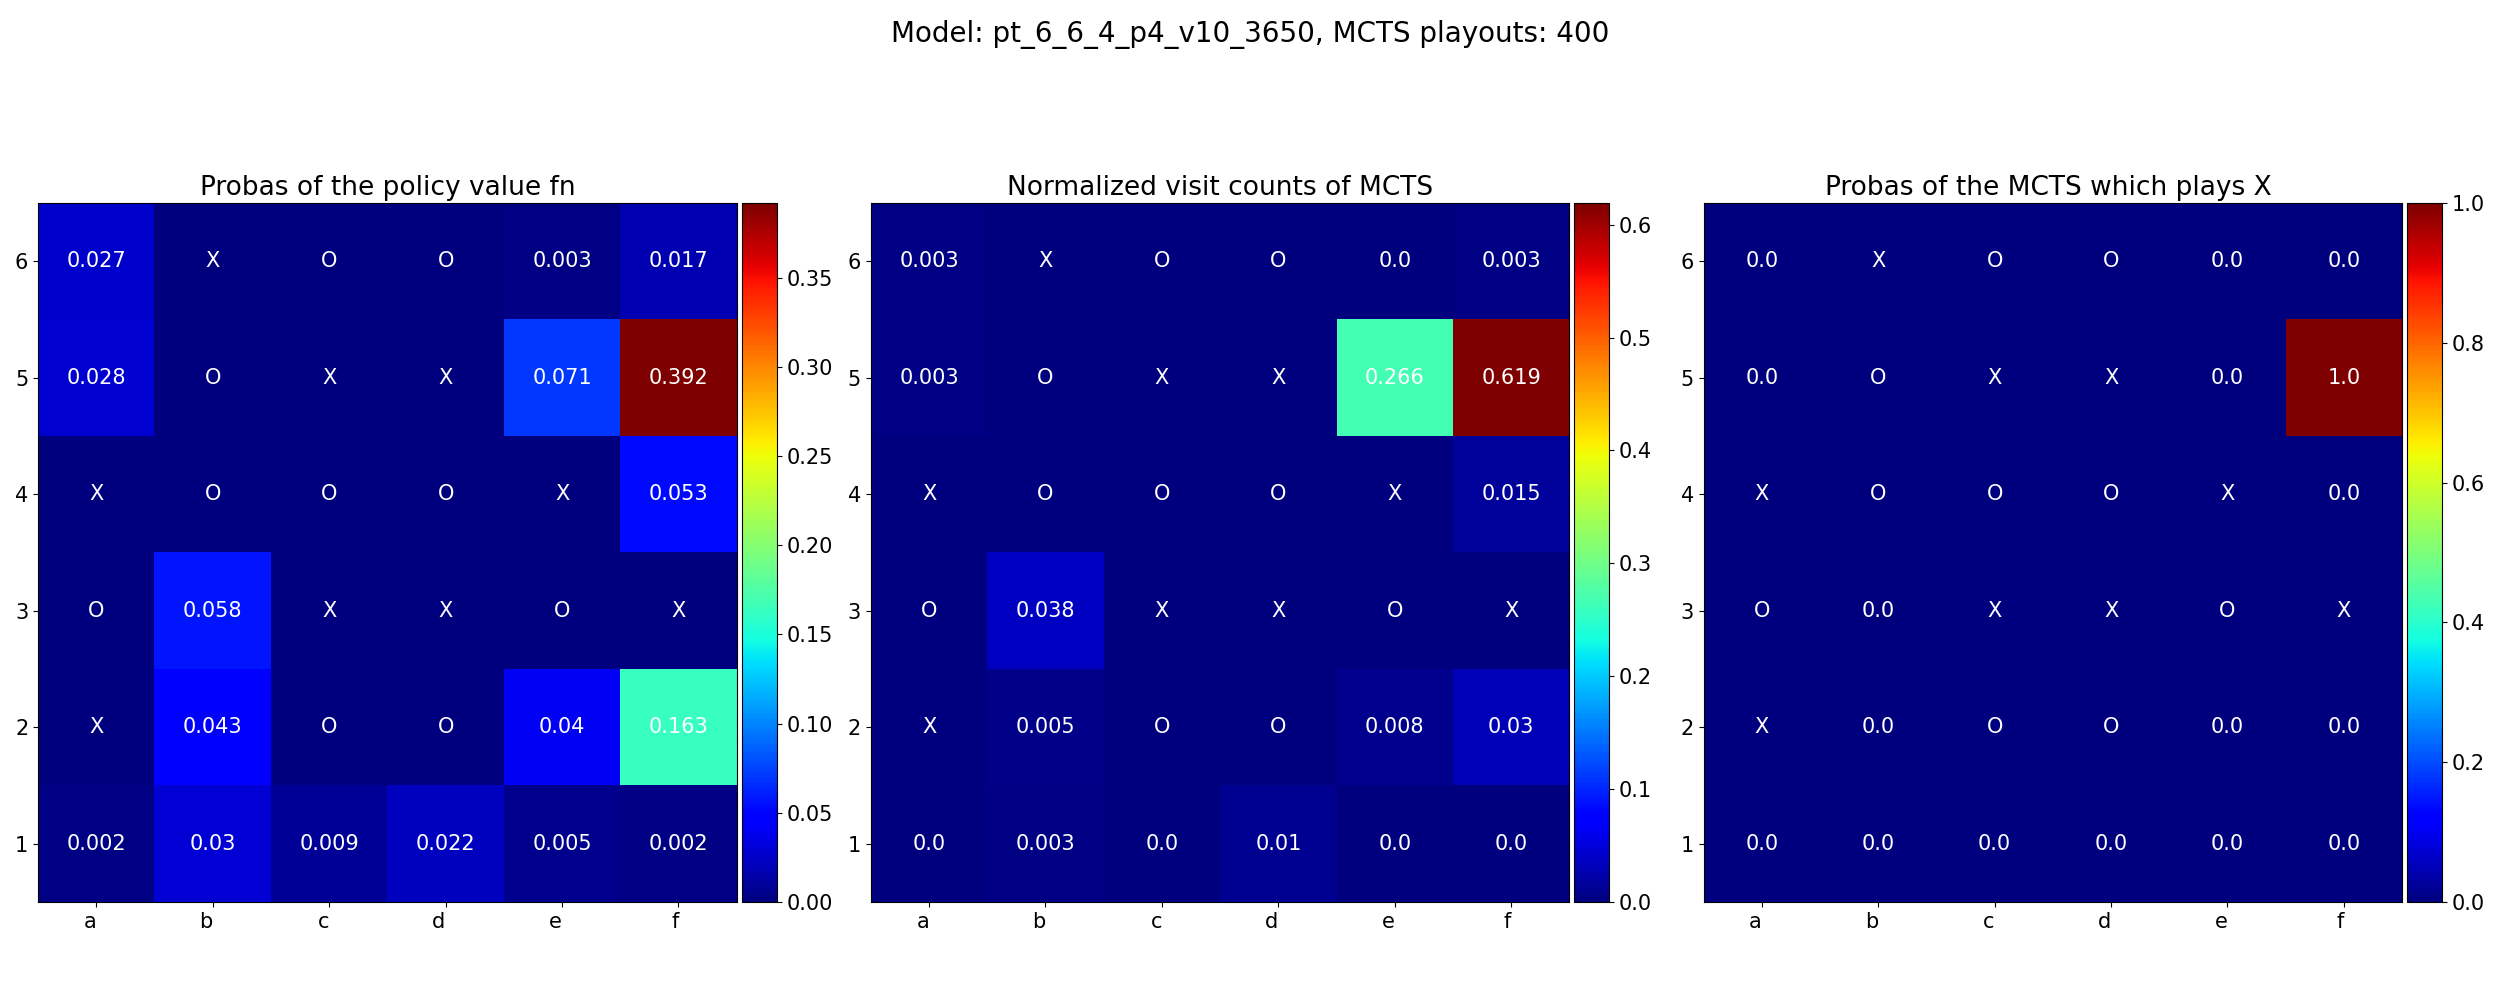 Model: pt_6_6_4_p4_v10_3650, MCTS playouts: 400
Probas of the policy value fn
6 0.027 X O O 0.003 0.017
5 0.028 O X X 0.071 0.392
4 X O O O X 0.053
3 O 0.058 X X O X
2 X 0.043 O O 0.04 0.163
1 0.002 0.03 0.009 0.022 0.005 0.002
a b c d e f
0.35
0.30
0.25
0.20
0.15
0.10
0.05
0.00
Normalized visit counts of MCTS
6 0.003 X O O 0.0 0.003
5 0.003 O X X 0.266 0.619
4 X O O O X 0.015
3 O 0.038 X X O X
2 X 0.005 O O 0.008 0.03
1 0.0 0.003 0.0 0.01 0.0 0.0
a b c d e f
0.6
0.5
0.4
0.3
0.2
0.1
0.0
Probas of the MCTS which plays X
6 0.0 X O O 0.0 0.0
5 0.0 O X X 0.0 1.0
4 X O O O X 0.0
3 O 0.0 X X O X
2 X 0.0 O O 0.0 0.0
1 0.0 0.0 0.0 0.0 0.0 0.0
a b c d e f
1.0
0.8
0.6
0.4
0.2
0.0